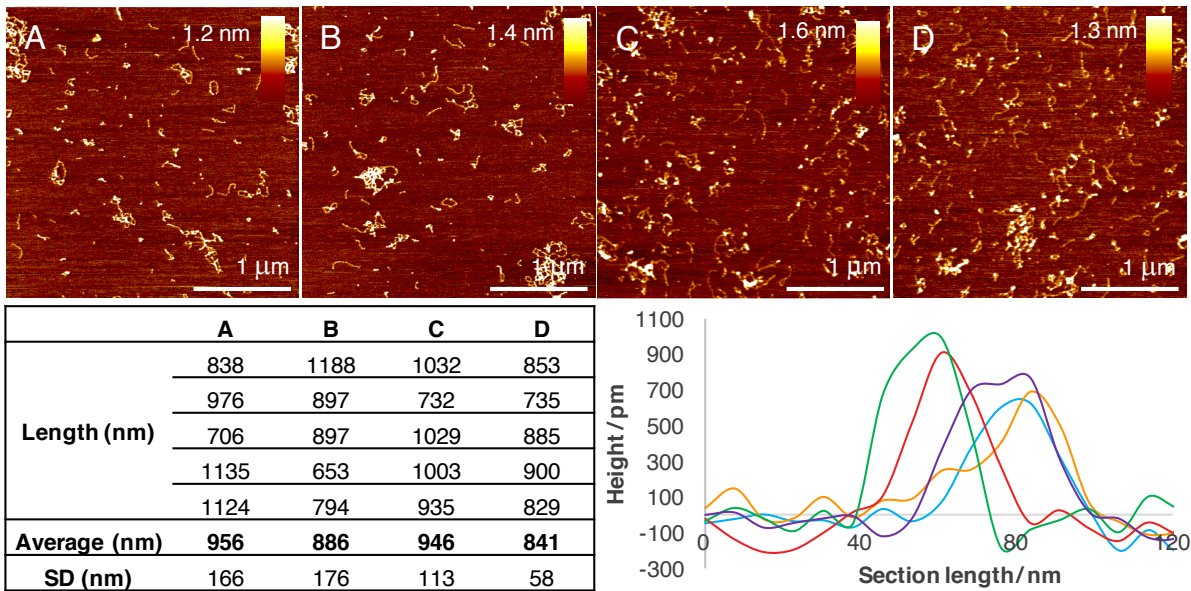 A 1.2 nm B 1.4 nm C 1.6 nm D 1.3 nm
1 μm 1 μm 1 μm 1 μm
A B C D
Length (nm)
838 1188 1032 853
976 897 732 735
706 897 1029 885
1135 653 1003 900
1124 794 935 829
Average (nm) 956 886 946 841
SD (nm) 166 176 113 58
Height/pm
1100
900
700
500
300
100
-100
-300
0 40 80 120
Section length/nm